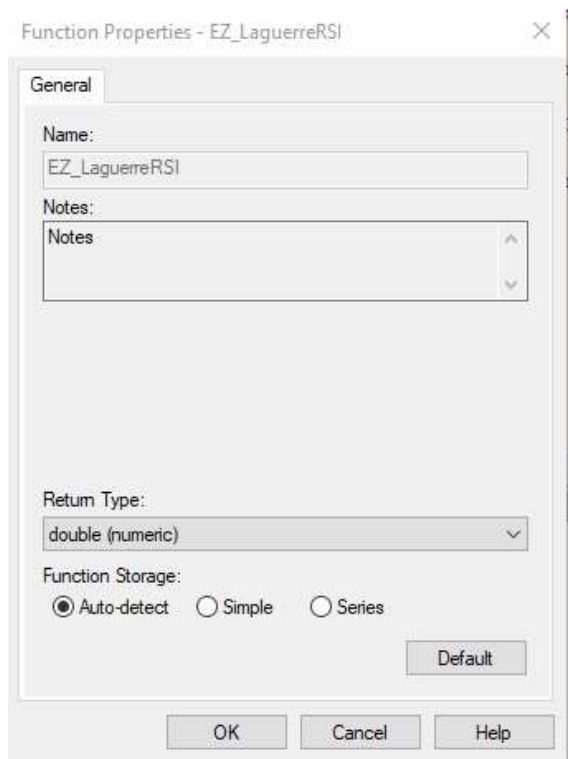 Function Properties - EZ_LaguerreRSI
General
Name:
EZ_LaguerreRSI
Notes:
Notes
Return Type:
double (numeric)
Function Storage:
Auto-detect Simple Series
Default
OK Cancel Help